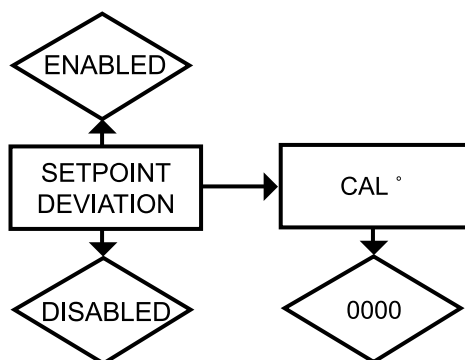 ENABLED
SETPOINT
DEVIATION
CAL °
DISABLED
0000